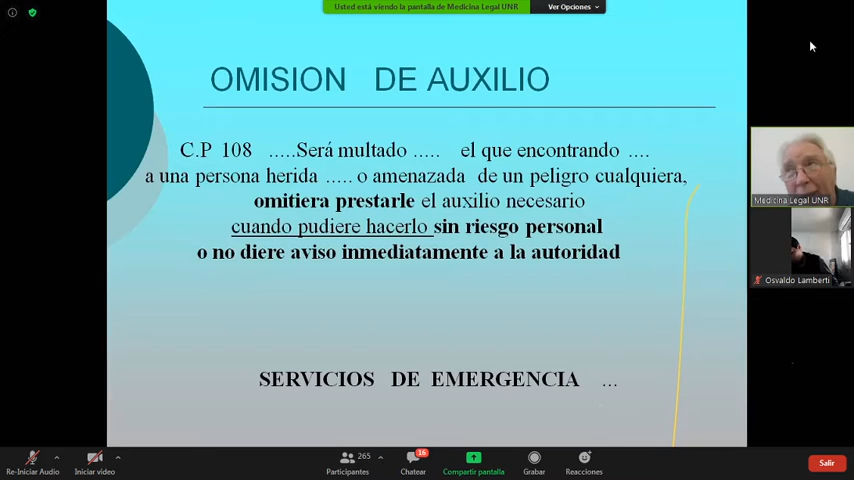 Usted está viendo la pantalla de Medicina Legal UNR
Ver Opciones
OMISION DE AUXILIO
C.P 108 .....Será multado ..... el que encontrando ....
a una persona herida ..... o amenazada de un peligro cualquiera,
omitiera prestarle el auxilio necesario
cuando pudiere hacerlo sin riesgo personal
o no diere aviso inmediatamente a la autoridad
SERVICIOS DE EMERGENCIA ...
Medicina Legal UNR
Osvaldo Lamberti
265
16
Re-Iniciar Audio
Iniciar video
Participantes
Chatear
Compartir pantalla
Grabar
Reacciones
Salir